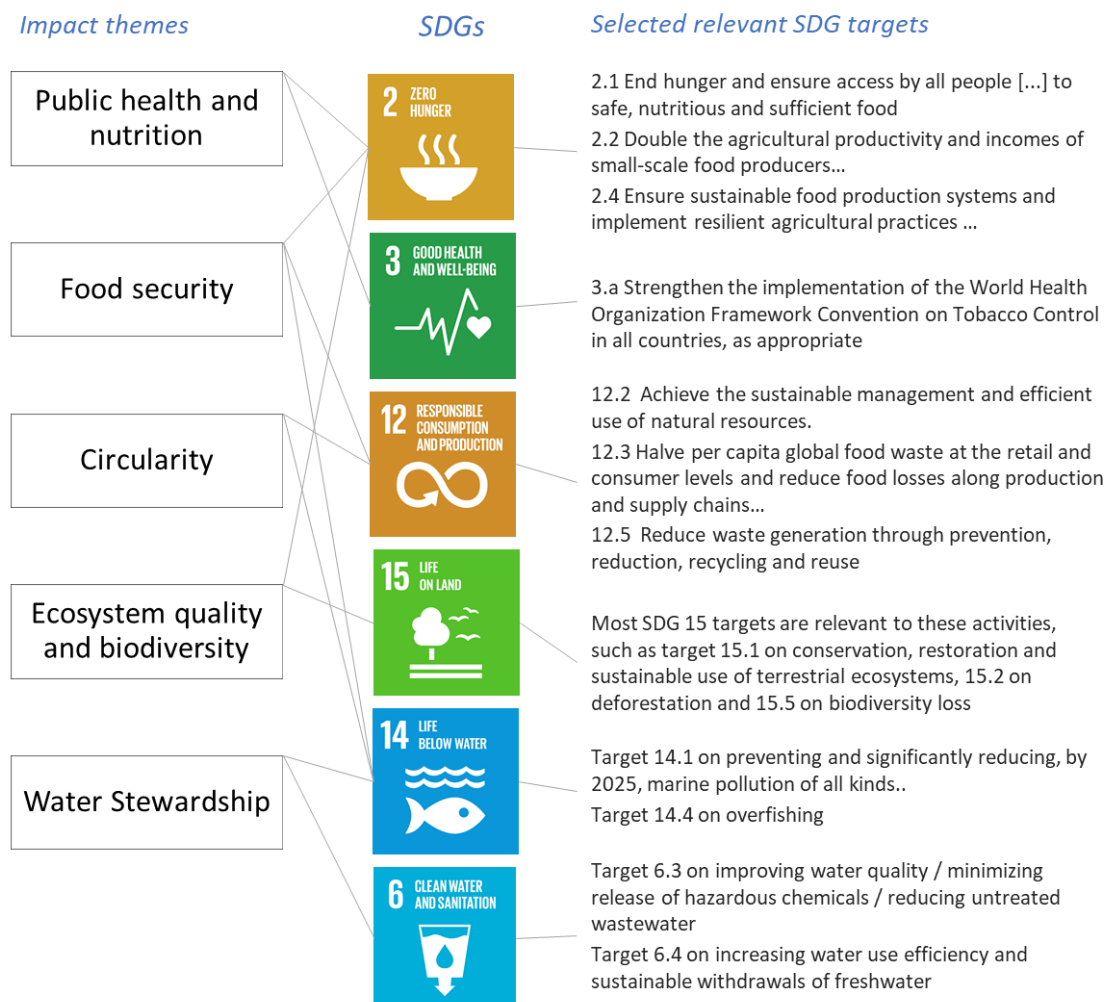 Impact themes
SDGs
Selected relevant SDG targets
Public health and
nutrition
Food security
Circularity
Ecosystem quality
and biodiversity
Water Stewardship
2 ZERO
HUNGER
3 GOOD HEALTH
AND WELL-BEING
12 RESPONSIBLE
CONSUMPTION
AND PRODUCTION
15 LIFE
ON LAND
14 LIFE
BELOW WATER
6 CLEAN WATER
AND SANITATION
2.1 End hunger and ensure access by all people [...] to
safe, nutritious and sufficient food
2.2 Double the agricultural productivity and incomes of
small-scale food producers...
2.4 Ensure sustainable food production systems and
implement resilient agricultural practices ...
3.a Strengthen the implementation of the World Health
Organization Framework Convention on Tobacco Control
in all countries, as appropriate
12.2 Achieve the sustainable management and efficient
use of natural resources.
12.3 Halve per capita global food waste at the retail and
consumer levels and reduce food losses along production
and supply chains...
12.5 Reduce waste generation through prevention,
reduction, recycling and reuse
Most SDG 15 targets are relevant to these activities,
such as target 15.1 on conservation, restoration and
sustainable use of terrestrial ecosystems, 15.2 on
deforestation and 15.5 on biodiversity loss
Target 14.1 on preventing and significantly reducing, by
2025, marine pollution of all kinds..
Target 14.4 on overfishing
Target 6.3 on improving water quality / minimizing
release of hazardous chemicals / reducing untreated
wastewater
Target 6.4 on increasing water use efficiency and
sustainable withdrawals of freshwater